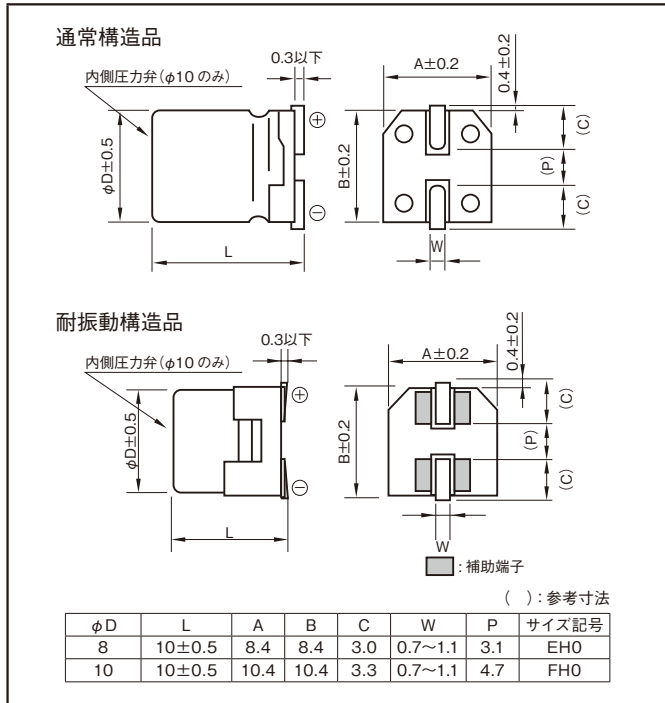 通常構造品
内側圧力弁(φ10のみ)
0.3以下
A±0.2
0.4±0.2
φD±0.5
⊕
⊖
L
B±0.2
(C)
(P)
(C)
W
耐振動構造品
内側圧力弁(φ10のみ)
0.3以下
A±0.2
0.4±0.2
φD±0.5
⊕
⊖
L
B±0.2
(C)
(P)
(C)
W
:補助端子
( ):参考寸法
φD L A B C W P サイズ記号
8 10±0.5 8.4 8.4 3.0 0.7~1.1 3.1 EH0
10 10±0.5 10.4 10.4 3.3 0.7~1.1 4.7 FH0